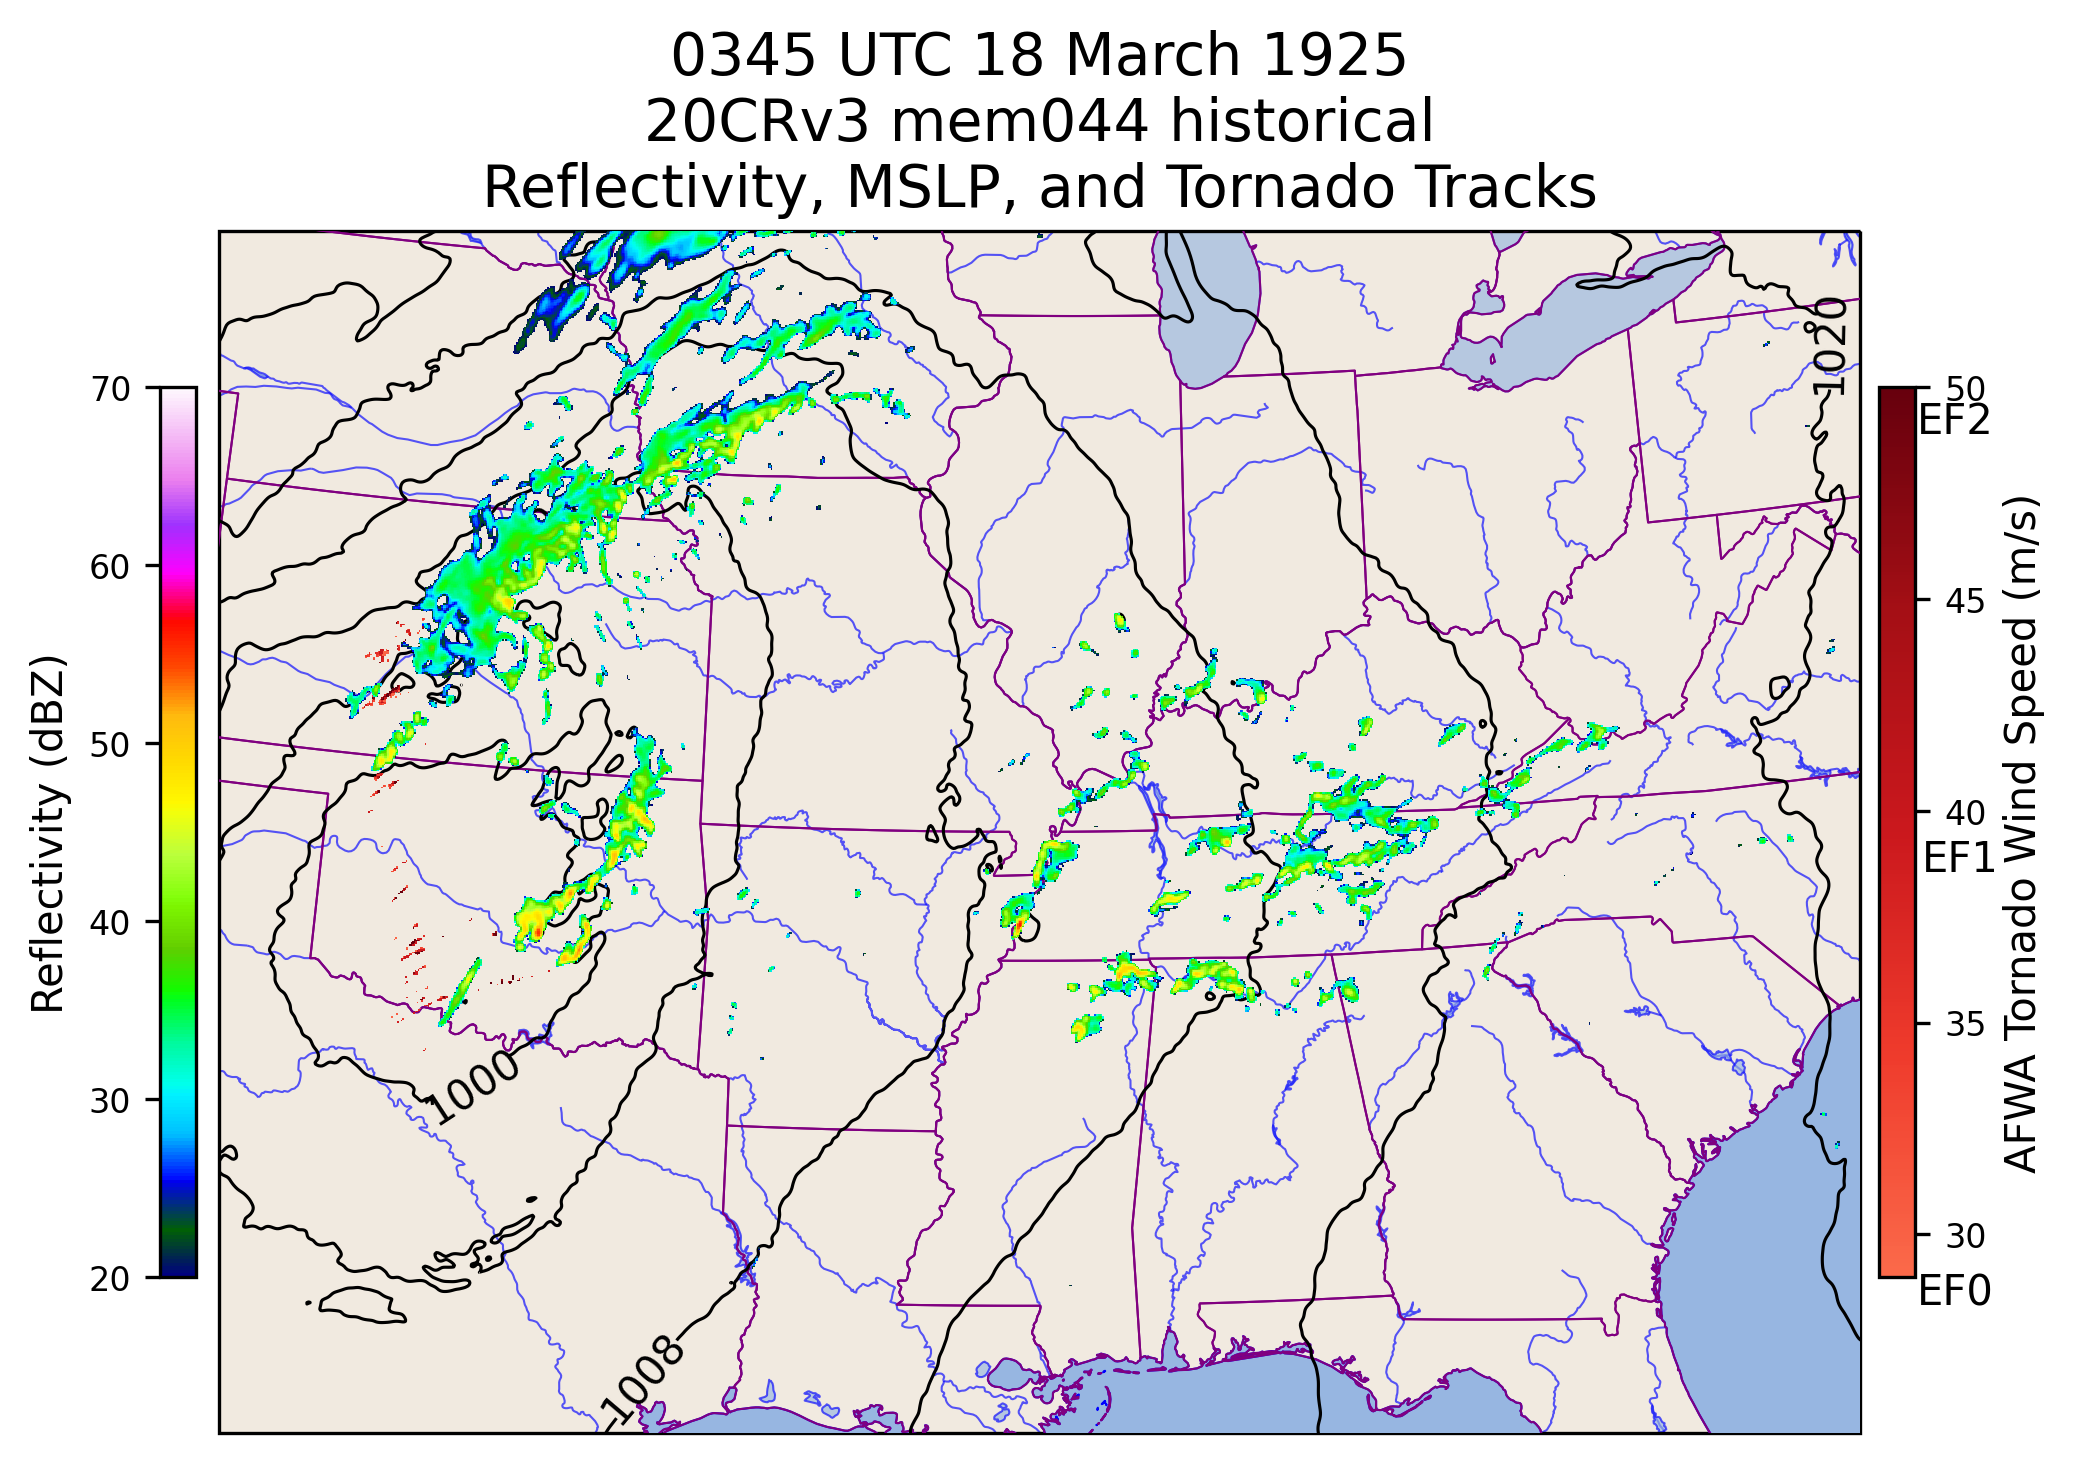 0345 UTC 18 March 1925
20CRv3 mem044 historical
Reflectivity, MSLP, and Tornado Tracks
Reflectivity (dBZ)
70
60
50
40
30
20
1020
1000
1008
50
EF2
45
40
EF1
35
30
EF0
AFWA Tornado Wind Speed (m/s)